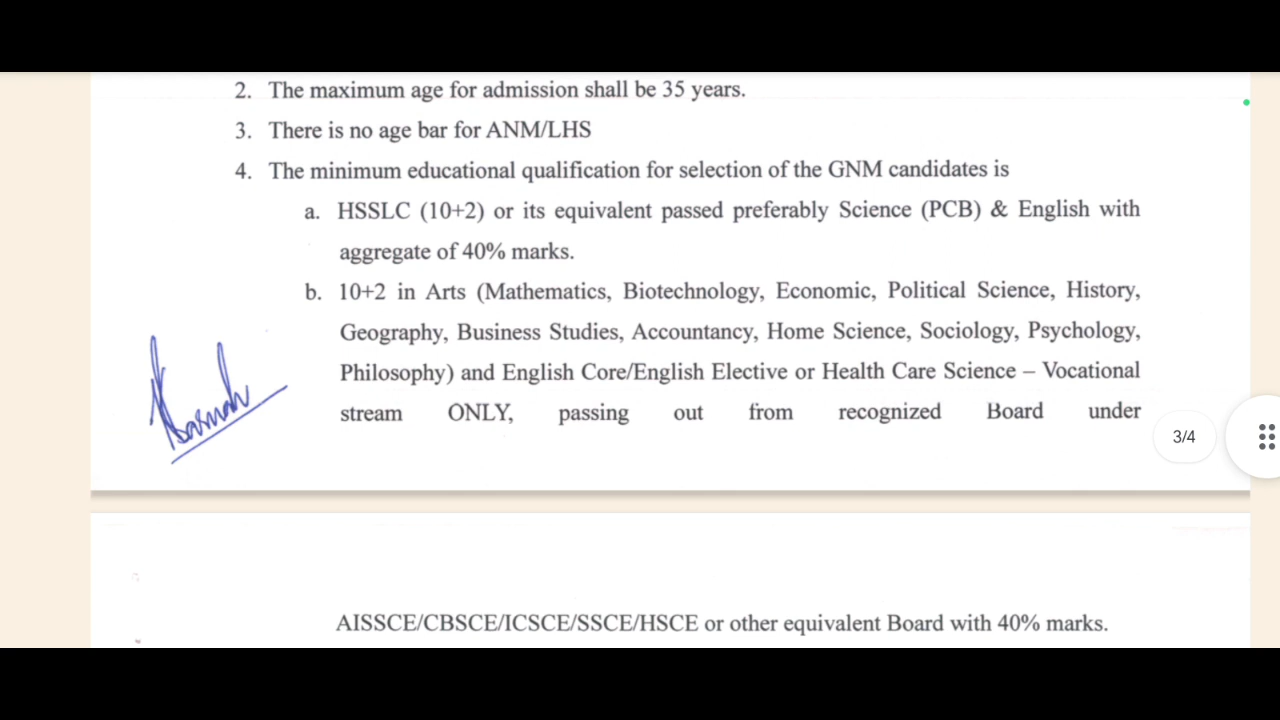 2. The maximum age for admission shall be 35 years.
3. There is no age bar for ANM/LHS
4. The minimum educational qualification for selection of the GNM candidates is
a. HSSLC (10+2) or its equivalent passed preferably Science (PCB) & English with
aggregate of 40% marks.
b. 10+2 in Arts (Mathematics, Biotechnology, Economic, Political Science, History,
Geography, Business Studies, Accountancy, Home Science, Sociology, Psychology,
Philosophy) and English Core/English Elective or Health Care Science – Vocational
stream ONLY, passing out from recognized Board under
3/4
AISSCE/CBSCE/ICSCE/SSCE/HSCE or other equivalent Board with 40% marks.